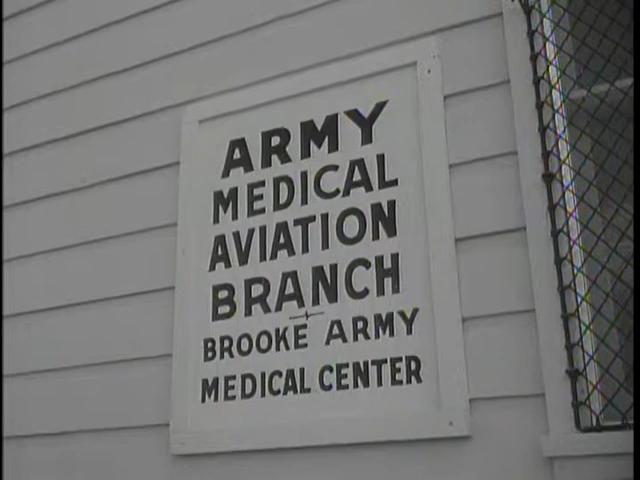 ARMY
MEDICAL
AVIATION
BRANCH
BROOKE ARMY
MEDICAL CENTER